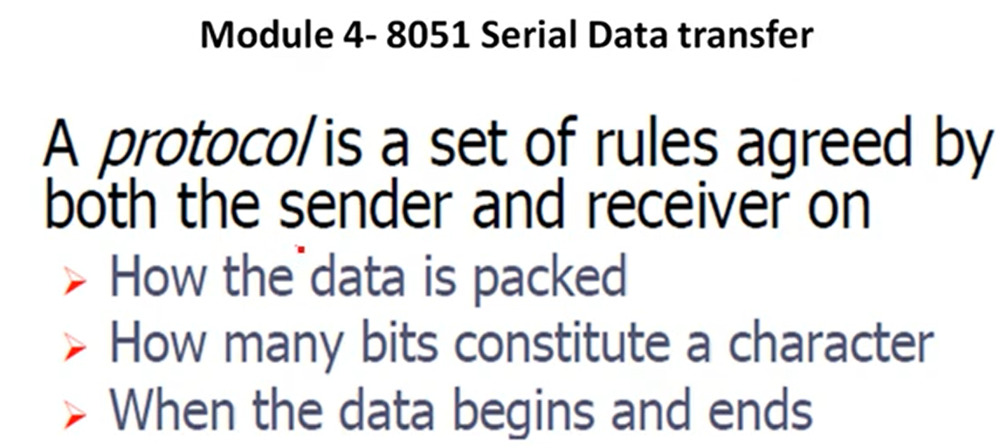 Module 4- 8051 Serial Data transfer
A protocol is a set of rules agreed by
both the sender and receiver on
How the data is packed
How many bits constitute a character
When the data begins and ends